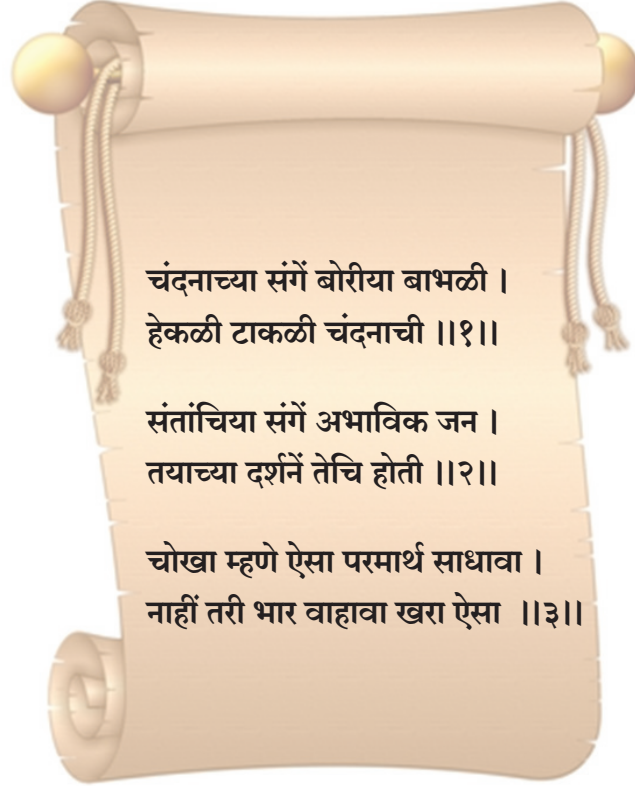 चंदनाच्या संगें बोरीया बाभळी ।
हेकळी टाकळी चंदनाची ।।१।।
संतांचिया संगें अभाविक जन ।
तयाच्या दर्शनें तेचि होती ।।२।।
चोखा म्हणे ऐसा परमार्थ साधावा ।
नाहीं तरी भार वाहावा खरा ऐसा ।।३।।